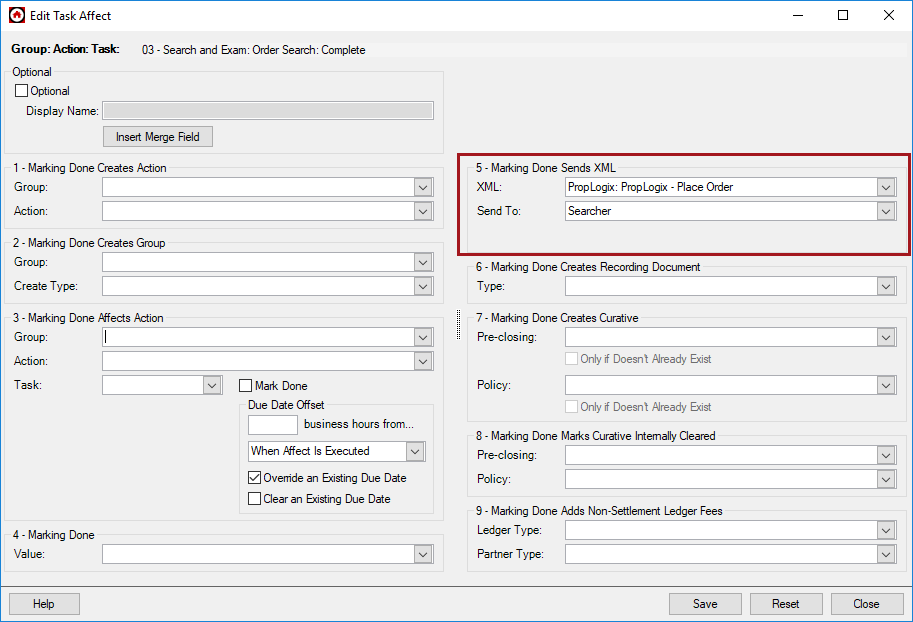 Edit Task Affect
Group: Action: Task: 03 - Search and Exam: Order Search: Complete
Optional
Optional
Display Name:
Insert Merge Field
1 - Marking Done Creates Action
Group:
Action:
2 - Marking Done Creates Group
Group:
Create Type:
3 - Marking Done Affects Action
Group:
Action:
Task:
Mark Done
Due Date Offset
business hours from...
When Affect Is Executed
Override an Existing Due Date
Clear an Existing Due Date
4 - Marking Done
Value:
5 - Marking Done Sends XML
XML: PropLogix: PropLogix - Place Order
Send To: Searcher
6 - Marking Done Creates Recording Document
Type:
7 - Marking Done Creates Curative
Pre-closing:
Only if Doesn't Already Exist
Policy:
Only if Doesn't Already Exist
8 - Marking Done Marks Curative Internally Cleared
Pre-closing:
Policy:
9 - Marking Done Adds Non-Settlement Ledger Fees
Ledger Type:
Partner Type:
Help
Save
Reset
Close